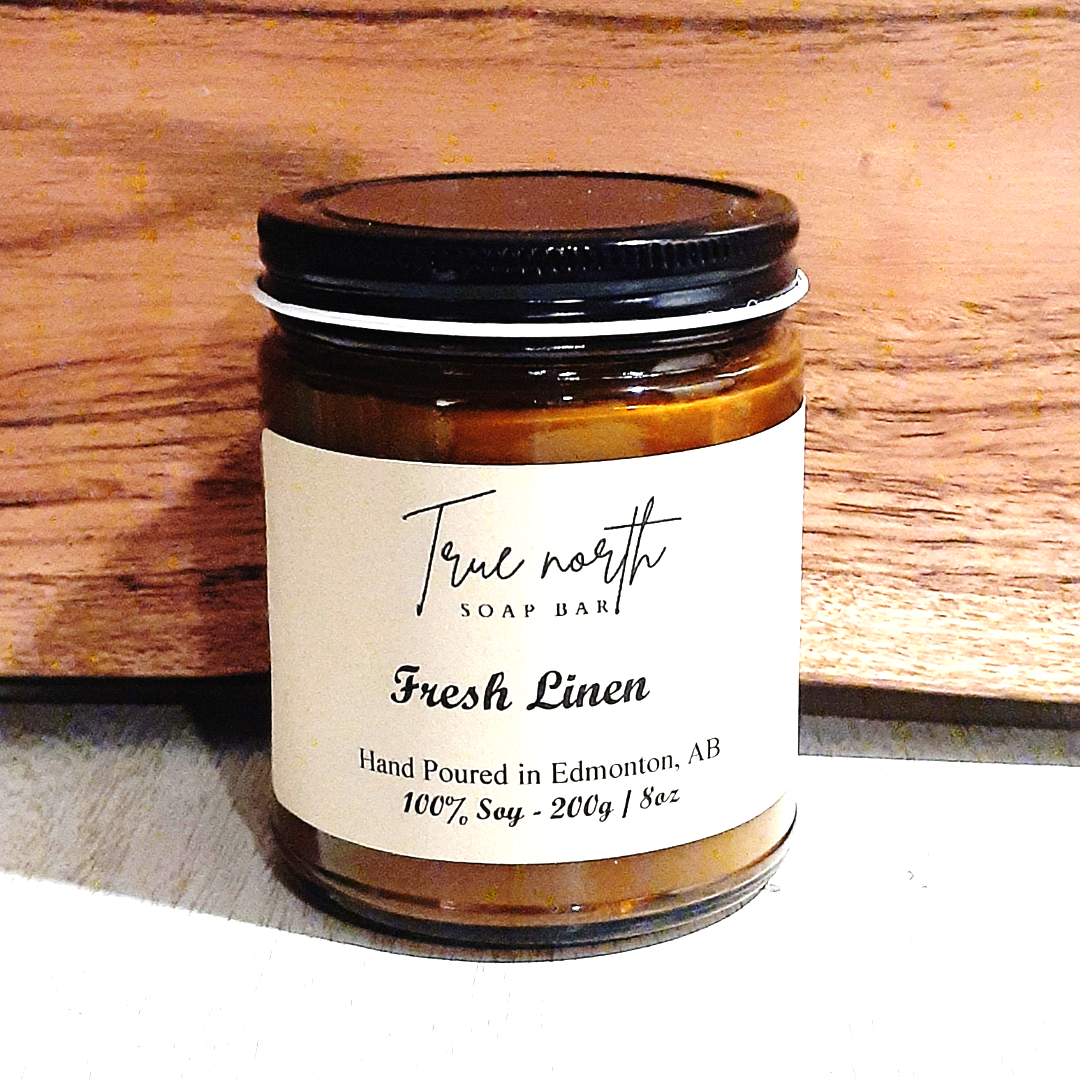 True north
SOAP BAR
Fresh Linen
Hand Poured in Edmonton, AB
100% Soy - 200g / 8oz